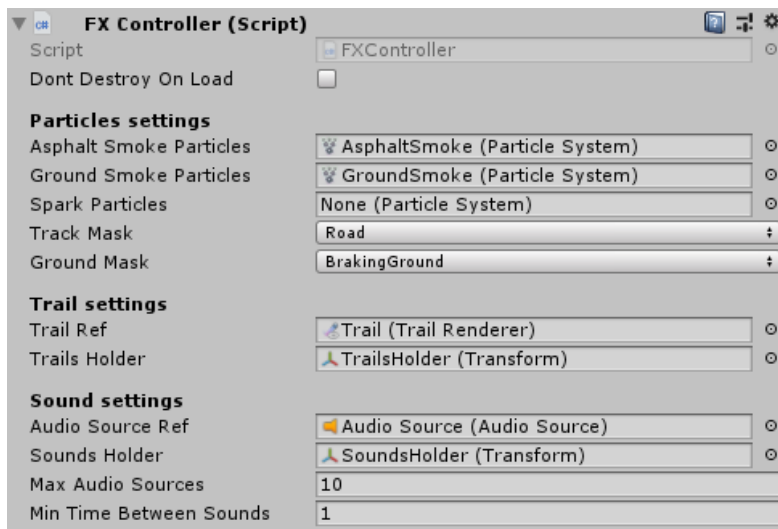 C# FX Controller (Script)
Script FXController
Dont Destroy On Load
Particles settings
Asphalt Smoke Particles AsphaltSmoke (Particle System)
Ground Smoke Particles GroundSmoke (Particle System)
Spark Particles None (Particle System)
Track Mask Road
Ground Mask BrakingGround
Trail settings
Trail Ref Trail (Trail Renderer)
Trails Holder TrailsHolder (Transform)
Sound settings
Audio Source Ref Audio Source (Audio Source)
Sounds Holder SoundsHolder (Transform)
Max Audio Sources 10
Min Time Between Sounds 1